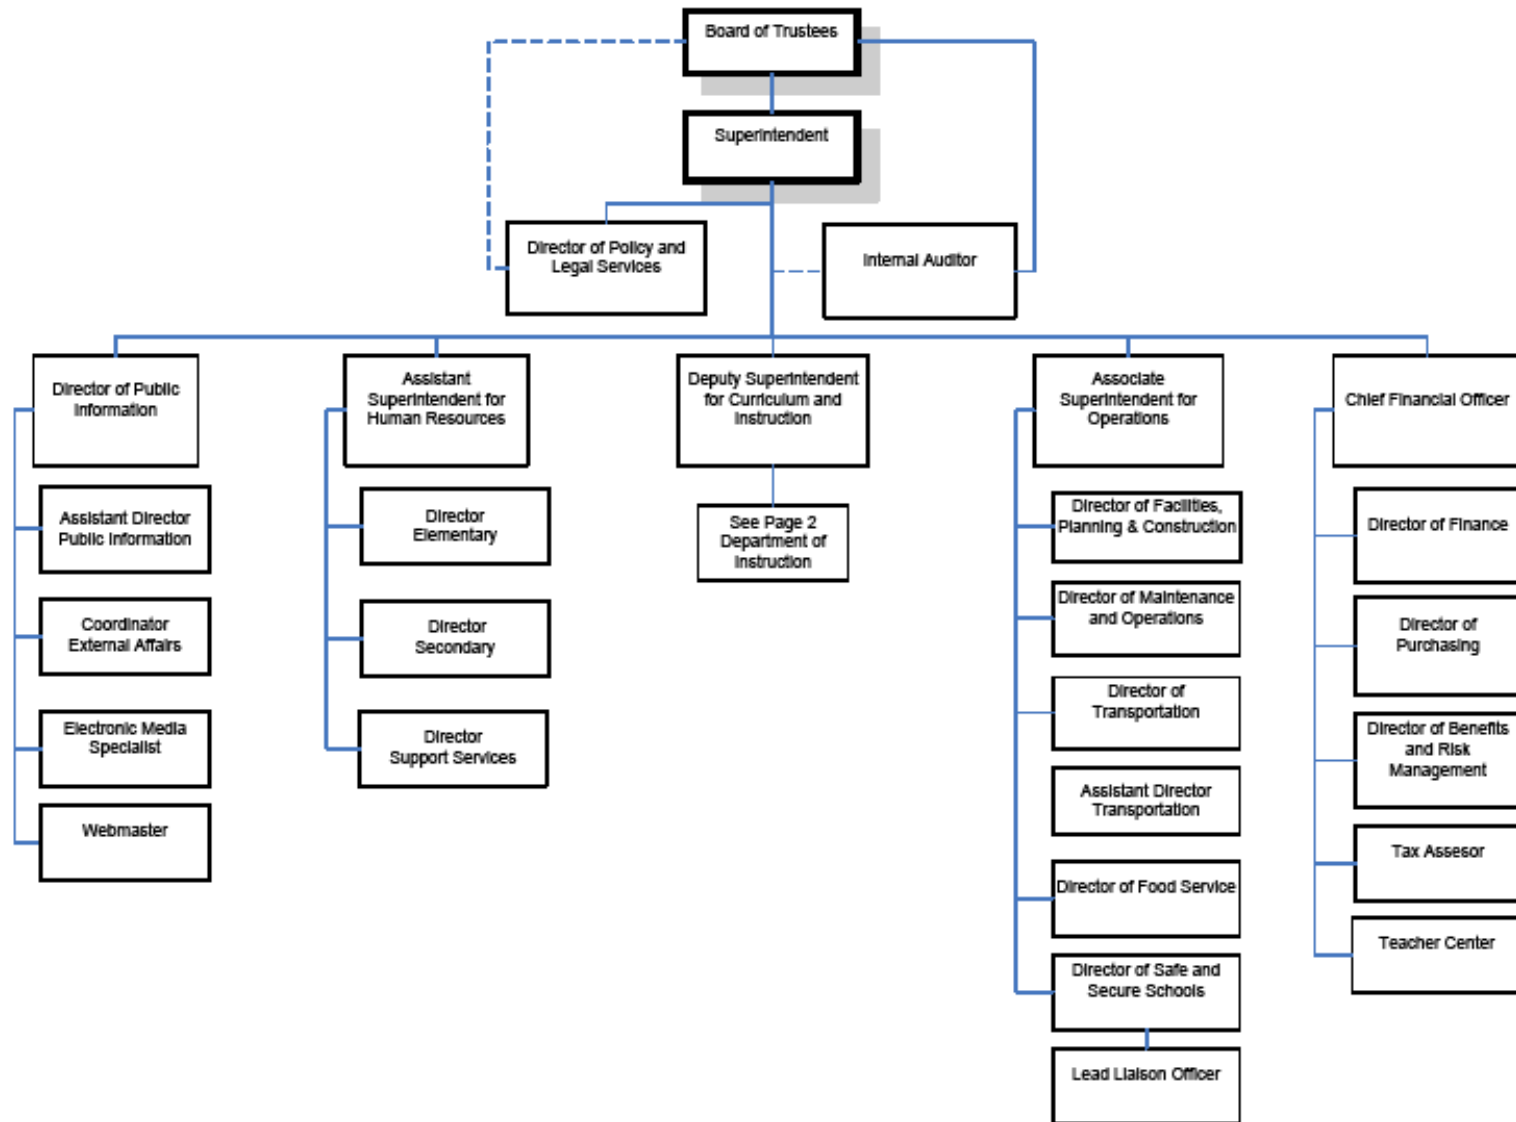 Board of Trustees
Superintendent
Director of Policy and
Legal Services
Internal Auditor
Director of Public
Information
Assistant
Superintendent for
Human Resources
Deputy Superintendent
for Curriculum and
Instruction
Associate
Superintendent for
Operations
Chief Financial Officer
Assistant Director
Public Information
Coordinator
External Affairs
Electronic Media
Specialist
Webmaster
Director
Elementary
Director
Secondary
Director
Support Services
See Page 2
Department of
Instruction
Director of Facilities,
Planning & Construction
Director of Maintenance
and Operations
Director of
Transportation
Assistant Director
Transportation
Director of Food Service
Director of Safe and
Secure Schools
Lead Liaison Officer
Director of Finance
Director of
Purchasing
Director of Benefits
and Risk
Management
Tax Assesor
Teacher Center